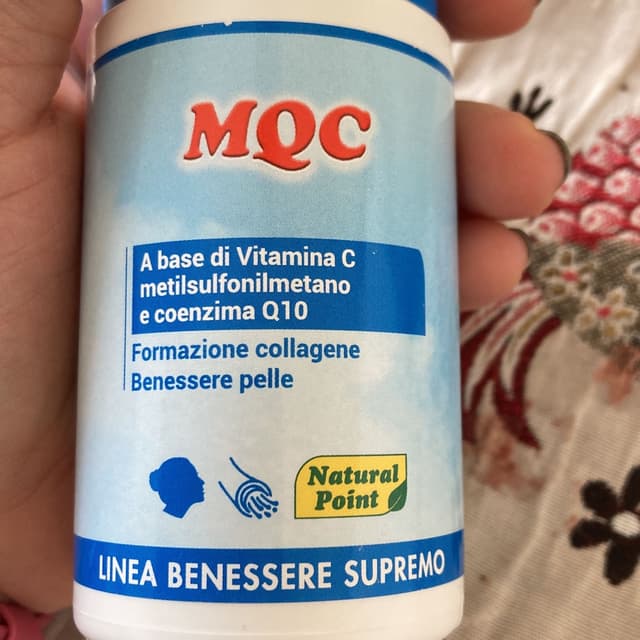 MQC
A base di Vitamina C
metilsulfonilmetano
e coenzima Q10
Formazione collagene
Benessere pelle
Natural
Point
LINEA BENESSERE SUPREMO